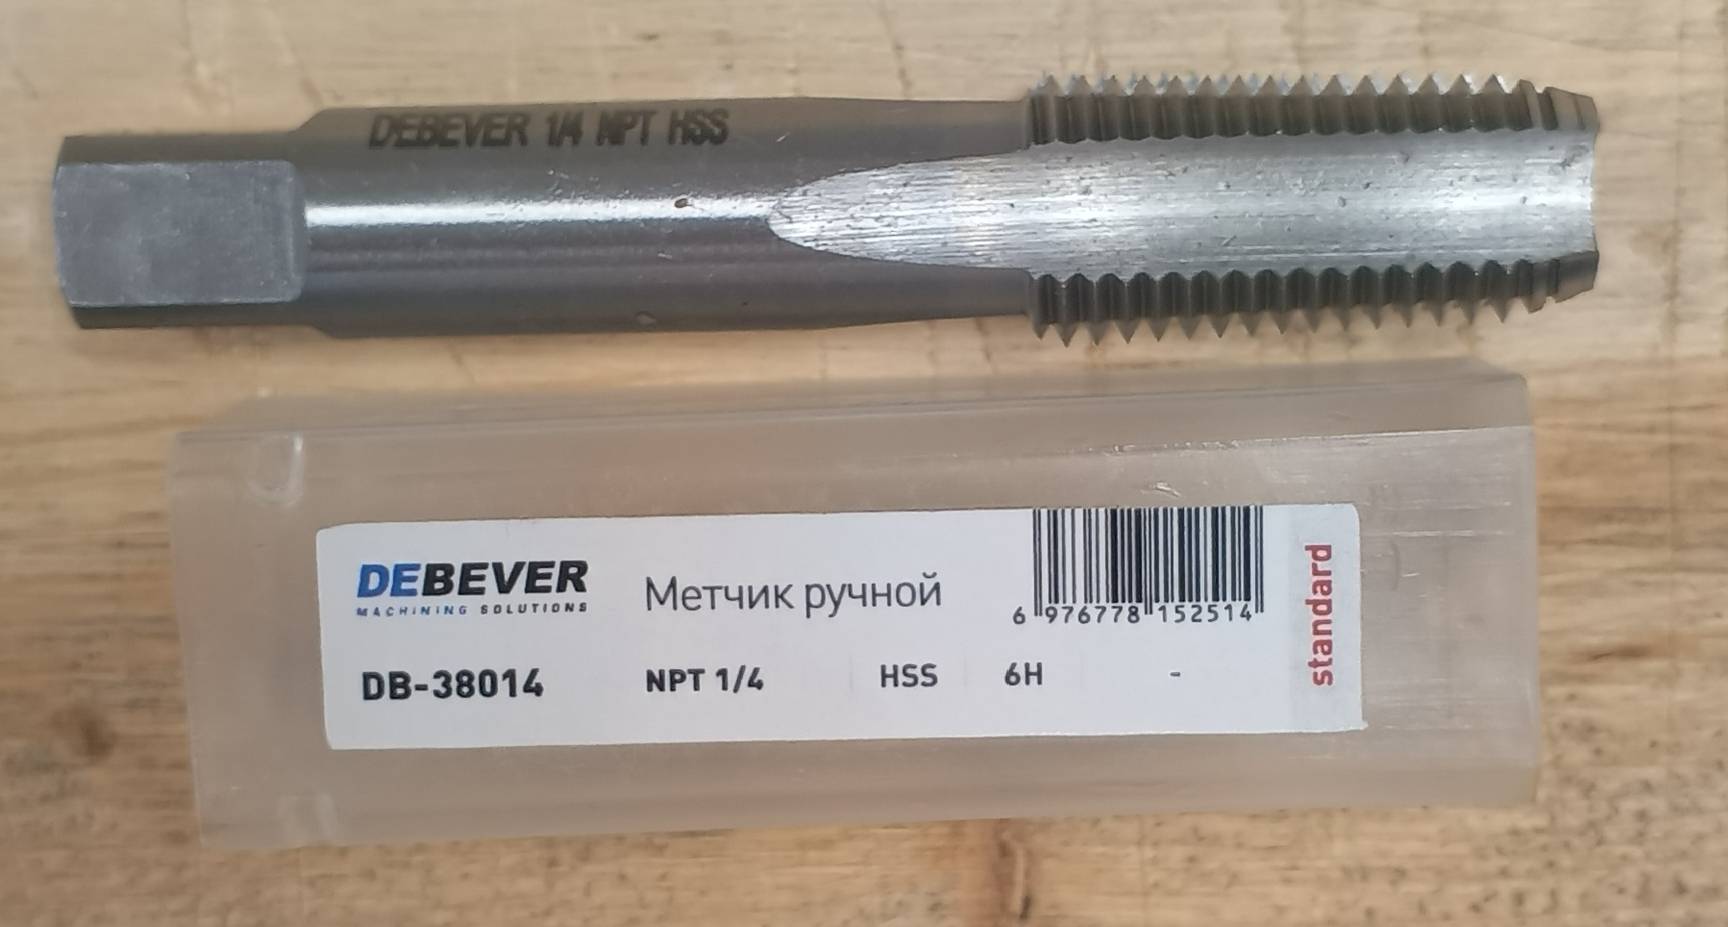 DEBEVER 1/4 NPT HSS
DEBEVER
MACHINING SOLUTIONS
Метчик ручной
6 976778 152514
standard
DB-38014
NPT 1/4
HSS
6H
-